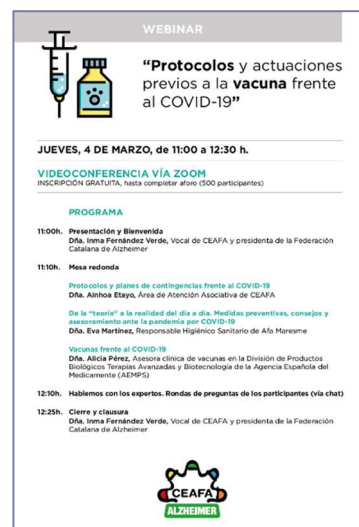 WEBINAR
“Protocolos y actuaciones
previos a la vacuna frente
al COVID-19”
JUEVES, 4 DE MARZO, de 11:00 a 12:30 h.
VIDEOCONFERENCIA VÍA ZOOM
INSCRIPCIÓN GRATUITA, hasta completar aforo (500 participantes)
PROGRAMA
11:00h. Presentación y Bienvenida
Dña. Inma Fernández Verde, Vocal de CEAFA y presidenta de la Federación
Catalana de Alzheimer
11:10h. Mesa redonda
Protocolos y planes de contingencias frente al COVID-19
Dña. Ainhoa Etayo, Área de Atención Asociativa de CEAFA
De la “teoría” a la realidad del día a día. Medidas preventivas, consejos y
asesoramiento ante la pandemia por COVID-19
Dña. Eva Martínez, Responsable Higiénico Sanitario de Afa Maresme
Vacunas frente al COVID-19
Dña. Alicia Pérez, Asesora clínica de vacunas en la División de Productos
Biológicos Terapias Avanzadas y Biotecnología de la Agencia Española del
Medicamente (AEMPS)
12:10h. Hablemos con los expertos. Rondas de preguntas de los participantes (vía chat)
12:25h. Cierre y clausura
Dña. Inma Fernández Verde, Vocal de CEAFA y presidenta de la Federación
Catalana de Alzheimer
CEAFA
ALZHEIMER